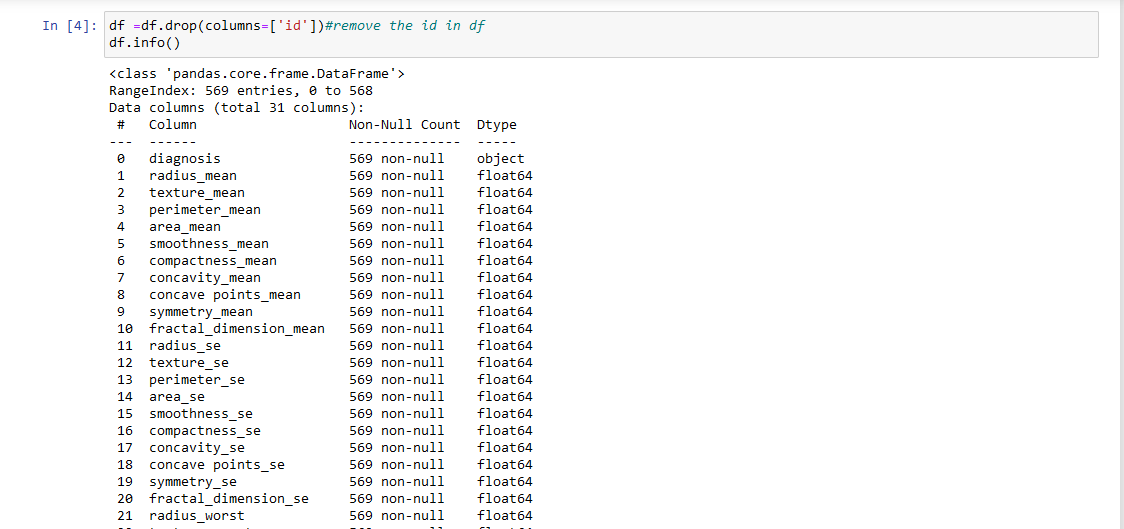 In [4]: df =df.drop(columns=['id'])#remove the id in df
df.info()
<class 'pandas.core.frame.DataFrame'>
RangeIndex: 569 entries, 0 to 568
Data columns (total 31 columns):
 #   Column                   Non-Null Count  Dtype
---  ------                   --------------  -----
 0   diagnosis                569 non-null    object
 1   radius_mean              569 non-null    float64
 2   texture_mean             569 non-null    float64
 3   perimeter_mean           569 non-null    float64
 4   area_mean                569 non-null    float64
 5   smoothness_mean          569 non-null    float64
 6   compactness_mean         569 non-null    float64
 7   concavity_mean           569 non-null    float64
 8   concave points_mean      569 non-null    float64
 9   symmetry_mean            569 non-null    float64
 10  fractal_dimension_mean   569 non-null    float64
 11  radius_se                569 non-null    float64
 12  texture_se               569 non-null    float64
 13  perimeter_se             569 non-null    float64
 14  area_se                  569 non-null    float64
 15  smoothness_se            569 non-null    float64
 16  compactness_se           569 non-null    float64
 17  concavity_se             569 non-null    float64
 18  concave points_se        569 non-null    float64
 19  symmetry_se              569 non-null    float64
 20  fractal_dimension_se     569 non-null    float64
 21  radius_worst             569 non-null    float64